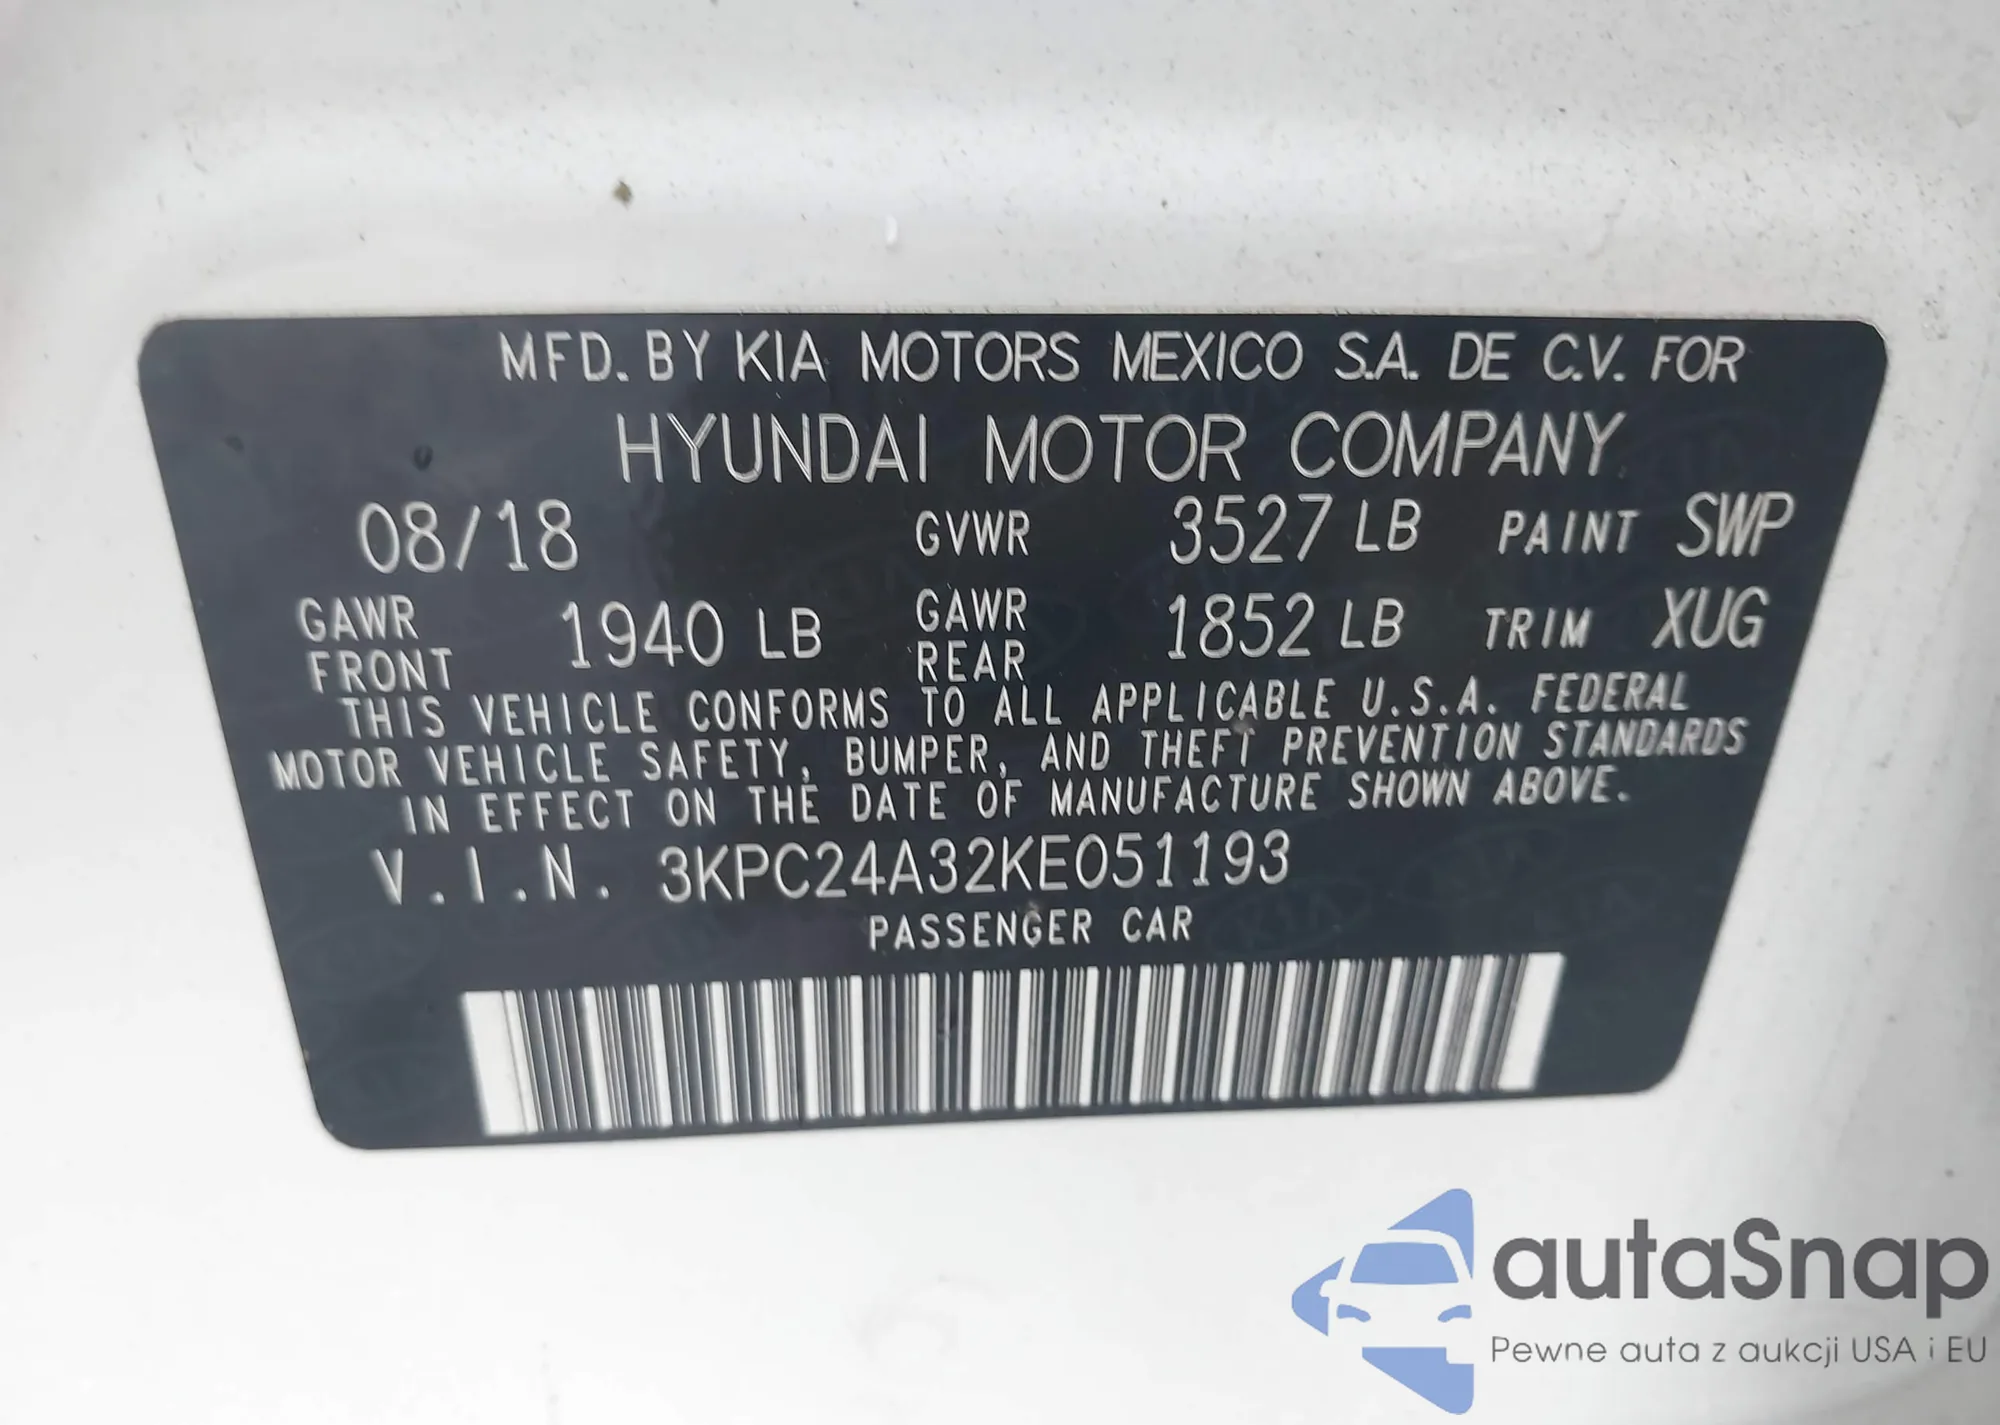 MFD. BY KIA MOTORS MEXICO S.A. DE C.V. FOR
HYUNDAI MOTOR COMPANY
08/18 GVWR 3527 LB PAINT SWP
GAWR FRONT 1940 LB GAWR REAR 1852 LB TRIM XUG
THIS VEHICLE CONFORMS TO ALL APPLICABLE U.S.A. FEDERAL
MOTOR VEHICLE SAFETY, BUMPER, AND THEFT PREVENTION STANDARDS
IN EFFECT ON THE DATE OF MANUFACTURE SHOWN ABOVE.
V.I.N. 3KPC24A32KE051193
PASSENGER CAR
autaSnap
Pewne auta z aukcji USA i EU